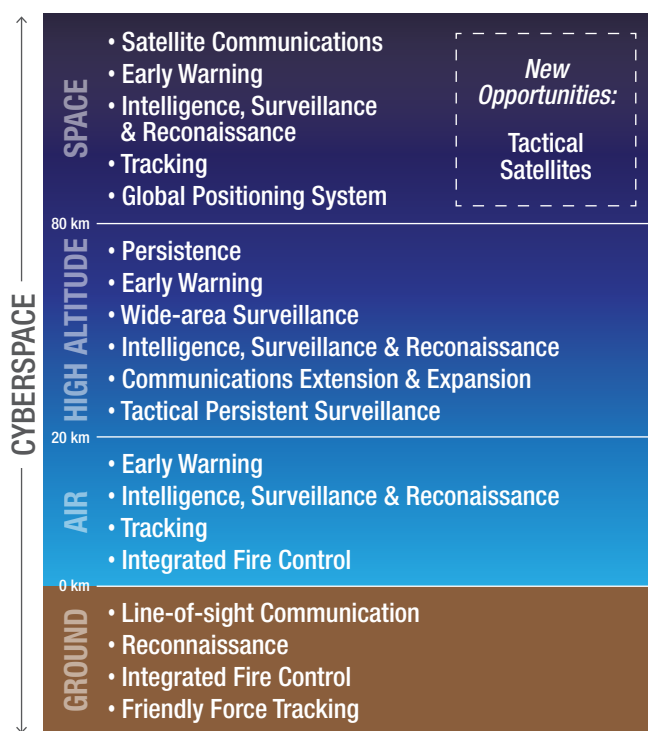 CYBERSPACE
SPACE
• Satellite Communications
• Early Warning
• Intelligence, Surveillance
& Reconaissance
• Tracking
• Global Positioning System
New
Opportunities:
Tactical
Satellites
80 km
HIGH ALTITUDE
• Persistence
• Early Warning
• Wide-area Surveillance
• Intelligence, Surveillance & Reconaissance
• Communications Extension & Expansion
• Tactical Persistent Surveillance
20 km
AIR
• Early Warning
• Intelligence, Surveillance & Reconaissance
• Tracking
• Integrated Fire Control
0 km
GROUND
• Line-of-sight Communication
• Reconnaissance
• Integrated Fire Control
• Friendly Force Tracking